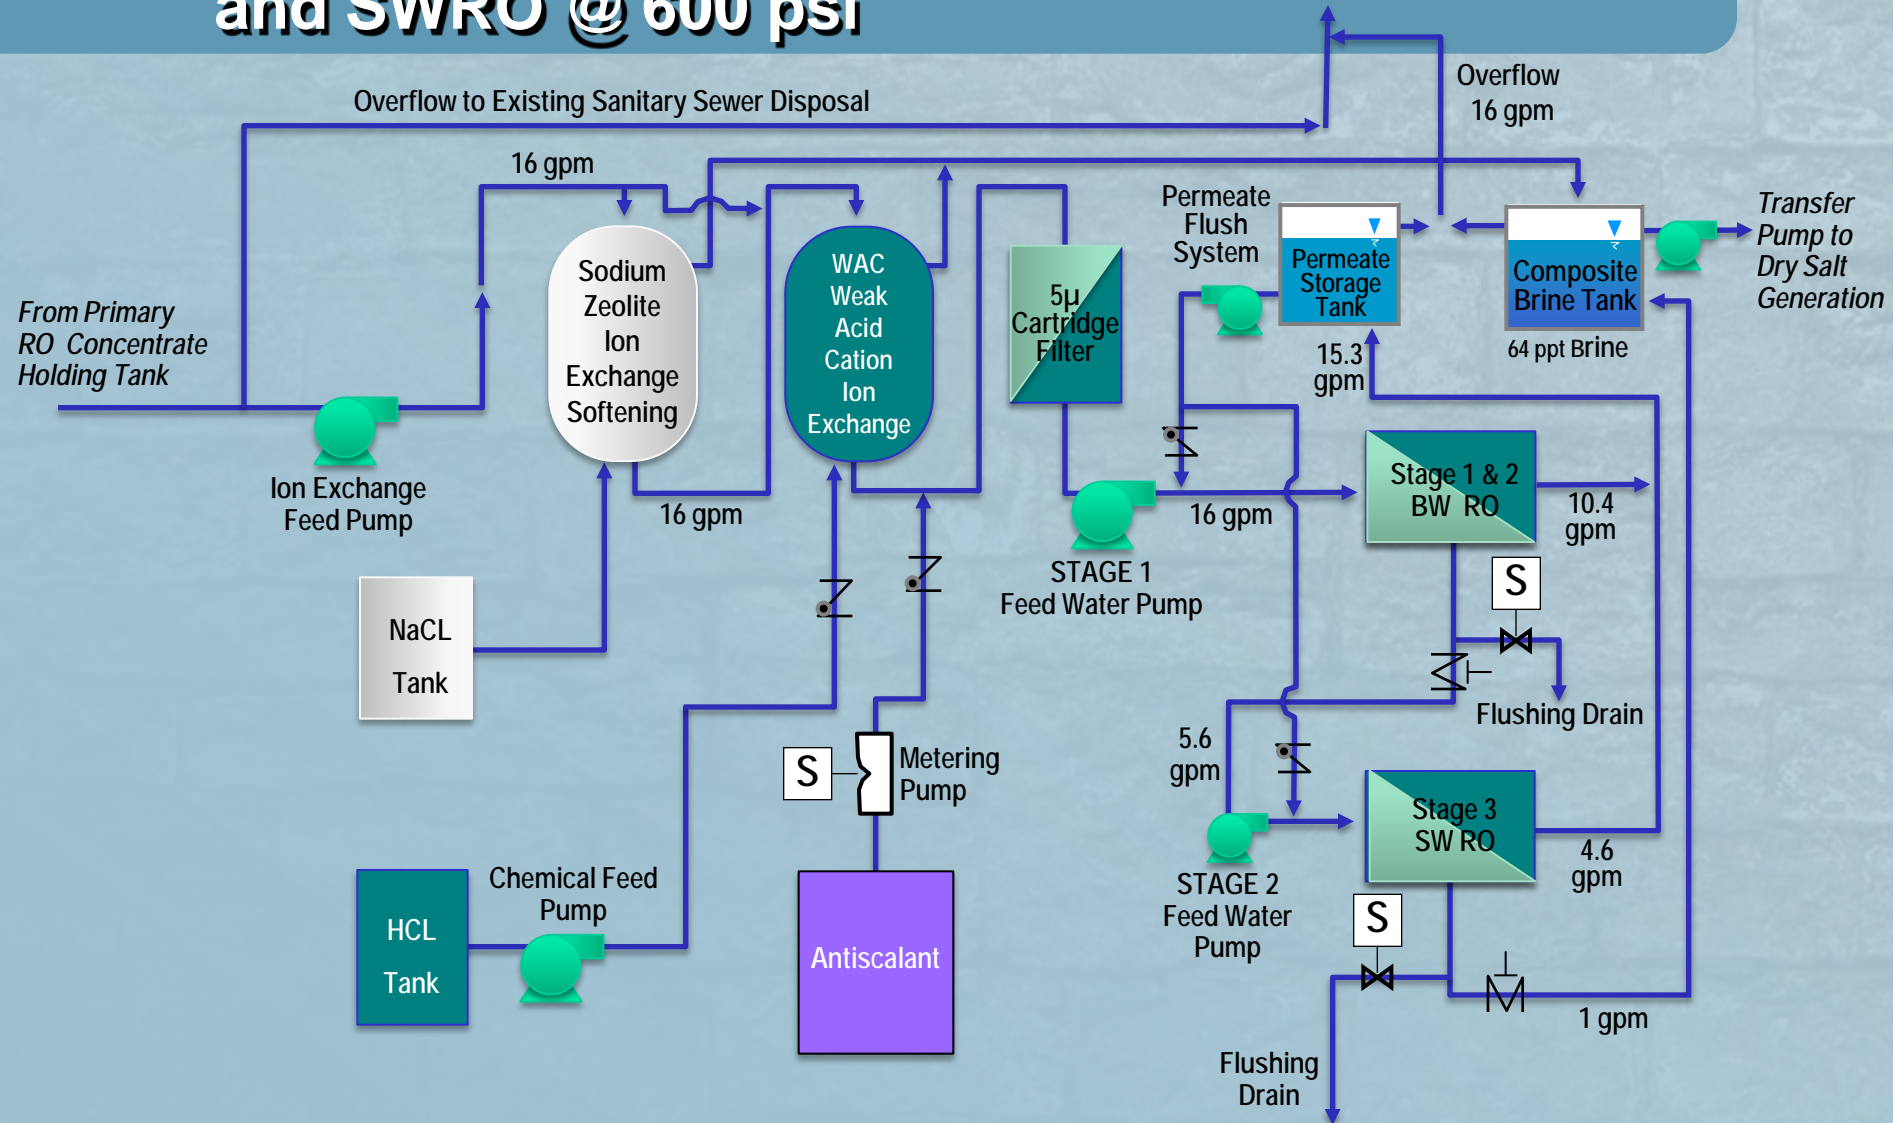 and SWRO @ 600 psi
Overflow to Existing Sanitary Sewer Disposal
Overflow
16 gpm
16 gpm
From Primary
RO Concentrate
Holding Tank
Ion Exchange
Feed Pump
Sodium
Zeolite
Ion
Exchange
Softening
WAC
Weak
Acid
Cation
Ion
Exchange
16 gpm
5µ
Cartridge
Filter
Permeate
Flush
System
Permeate
Storage
Tank
Composite
Brine Tank
64 ppt Brine
Transfer
Pump to
Dry Salt
Generation
15.3
gpm
STAGE 1
Feed Water Pump
16 gpm
Stage 1 & 2
BW RO
10.4
gpm
S
Flushing Drain
NaCL
Tank
S
Metering
Pump
5.6
gpm
STAGE 2
Feed Water
Pump
Stage 3
SW RO
4.6
gpm
HCL
Tank
Chemical Feed
Pump
Antiscalant
S
1 gpm
Flushing
Drain